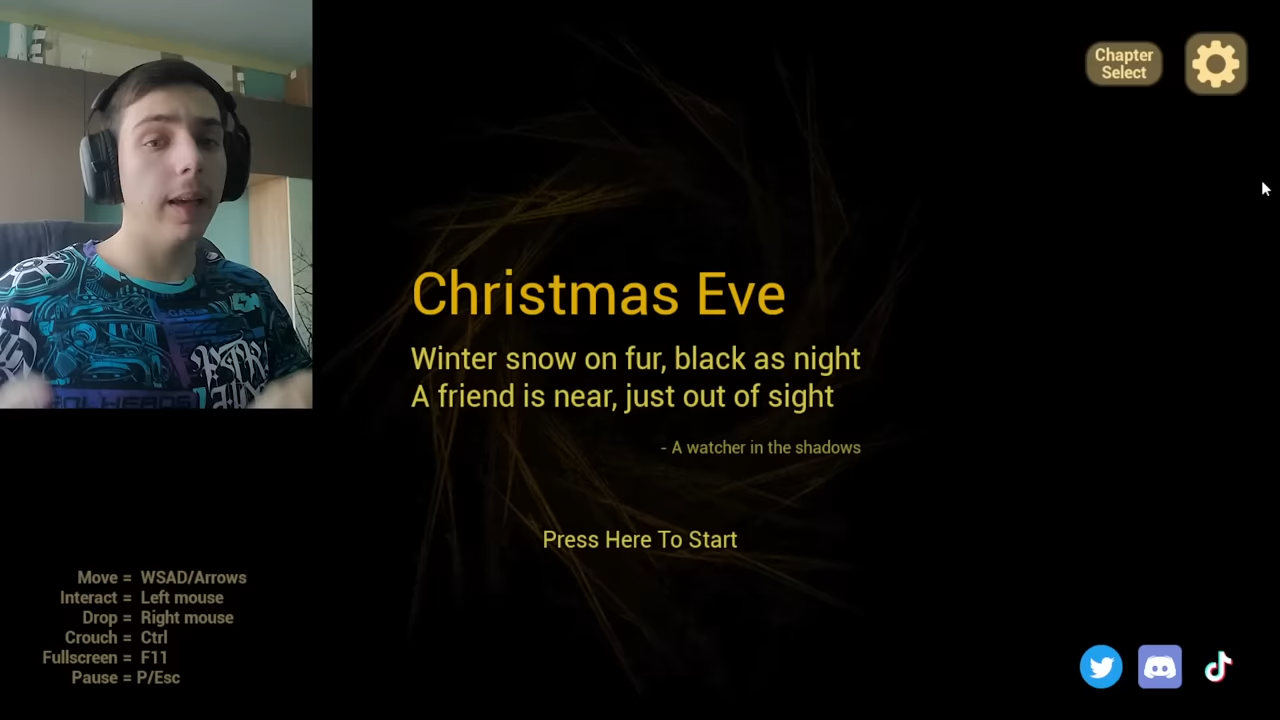 Chapter
Select
Christmas Eve
Winter snow on fur, black as night
A friend is near, just out of sight
- A watcher in the shadows
Press Here To Start
Move = WSAD/Arrows
Interact = Left mouse
Drop = Right mouse
Crouch = Ctrl
Fullscreen = F11
Pause = P/Esc